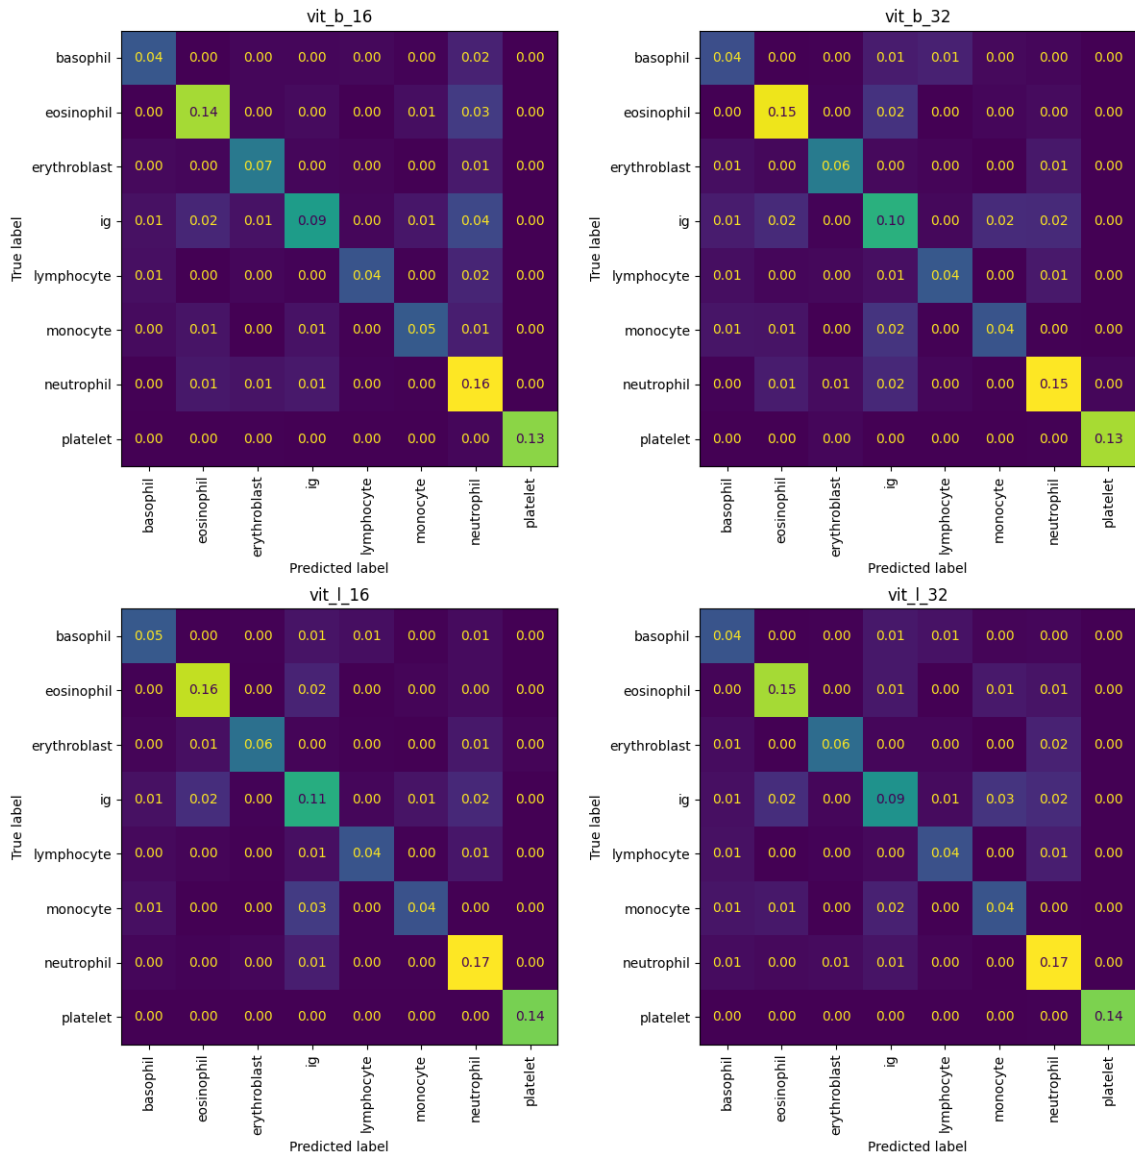 vit_b_16
True label
basophil 0.04 0.00 0.00 0.00 0.00 0.00 0.02 0.00
eosinophil 0.00 0.14 0.00 0.00 0.00 0.01 0.03 0.00
erythroblast 0.00 0.00 0.07 0.00 0.00 0.00 0.01 0.00
ig 0.01 0.02 0.01 0.09 0.00 0.01 0.04 0.00
lymphocyte 0.01 0.00 0.00 0.00 0.04 0.00 0.02 0.00
monocyte 0.00 0.01 0.00 0.01 0.00 0.05 0.01 0.00
neutrophil 0.00 0.01 0.01 0.01 0.00 0.00 0.16 0.00
platelet 0.00 0.00 0.00 0.00 0.00 0.00 0.00 0.13
basophil eosinophil erythroblast ig lymphocyte monocyte neutrophil platelet
Predicted label
vit_b_32
True label
basophil 0.04 0.00 0.00 0.01 0.01 0.00 0.00 0.00
eosinophil 0.00 0.15 0.00 0.02 0.00 0.00 0.00 0.00
erythroblast 0.01 0.00 0.06 0.00 0.00 0.00 0.01 0.00
ig 0.01 0.02 0.00 0.10 0.00 0.02 0.02 0.00
lymphocyte 0.01 0.00 0.00 0.01 0.04 0.00 0.01 0.00
monocyte 0.01 0.01 0.00 0.02 0.00 0.04 0.00 0.00
neutrophil 0.00 0.01 0.01 0.02 0.00 0.00 0.15 0.00
platelet 0.00 0.00 0.00 0.00 0.00 0.00 0.00 0.13
basophil eosinophil erythroblast ig lymphocyte monocyte neutrophil platelet
Predicted label
vit_l_16
True label
basophil 0.05 0.00 0.00 0.01 0.01 0.00 0.01 0.00
eosinophil 0.00 0.16 0.00 0.02 0.00 0.00 0.00 0.00
erythroblast 0.00 0.01 0.06 0.00 0.00 0.00 0.01 0.00
ig 0.01 0.02 0.00 0.11 0.00 0.01 0.02 0.00
lymphocyte 0.00 0.00 0.00 0.01 0.04 0.00 0.01 0.00
monocyte 0.01 0.00 0.00 0.03 0.00 0.04 0.00 0.00
neutrophil 0.00 0.00 0.00 0.01 0.00 0.00 0.17 0.00
platelet 0.00 0.00 0.00 0.00 0.00 0.00 0.00 0.14
basophil eosinophil erythroblast ig lymphocyte monocyte neutrophil platelet
Predicted label
vit_l_32
True label
basophil 0.04 0.00 0.00 0.01 0.01 0.00 0.00 0.00
eosinophil 0.00 0.15 0.00 0.01 0.00 0.01 0.01 0.00
erythroblast 0.01 0.00 0.06 0.00 0.00 0.00 0.02 0.00
ig 0.01 0.02 0.00 0.09 0.01 0.03 0.02 0.00
lymphocyte 0.01 0.00 0.00 0.00 0.04 0.00 0.01 0.00
monocyte 0.01 0.01 0.00 0.02 0.00 0.04 0.00 0.00
neutrophil 0.01 0.00 0.01 0.01 0.00 0.00 0.17 0.00
platelet 0.00 0.00 0.00 0.00 0.00 0.00 0.00 0.14
basophil eosinophil erythroblast ig lymphocyte monocyte neutrophil platelet
Predicted label